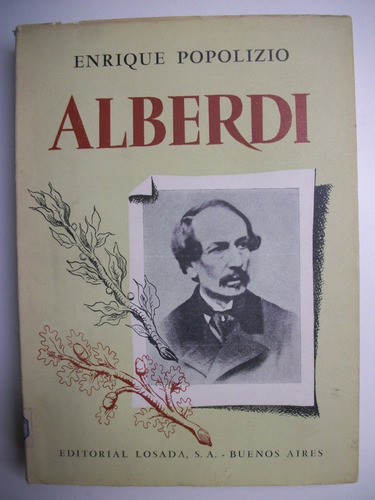 ENRIQUE POPOLIZIO
ALBERDI
EDITORIAL LOSADA, S.A. - BUENOS AIRES